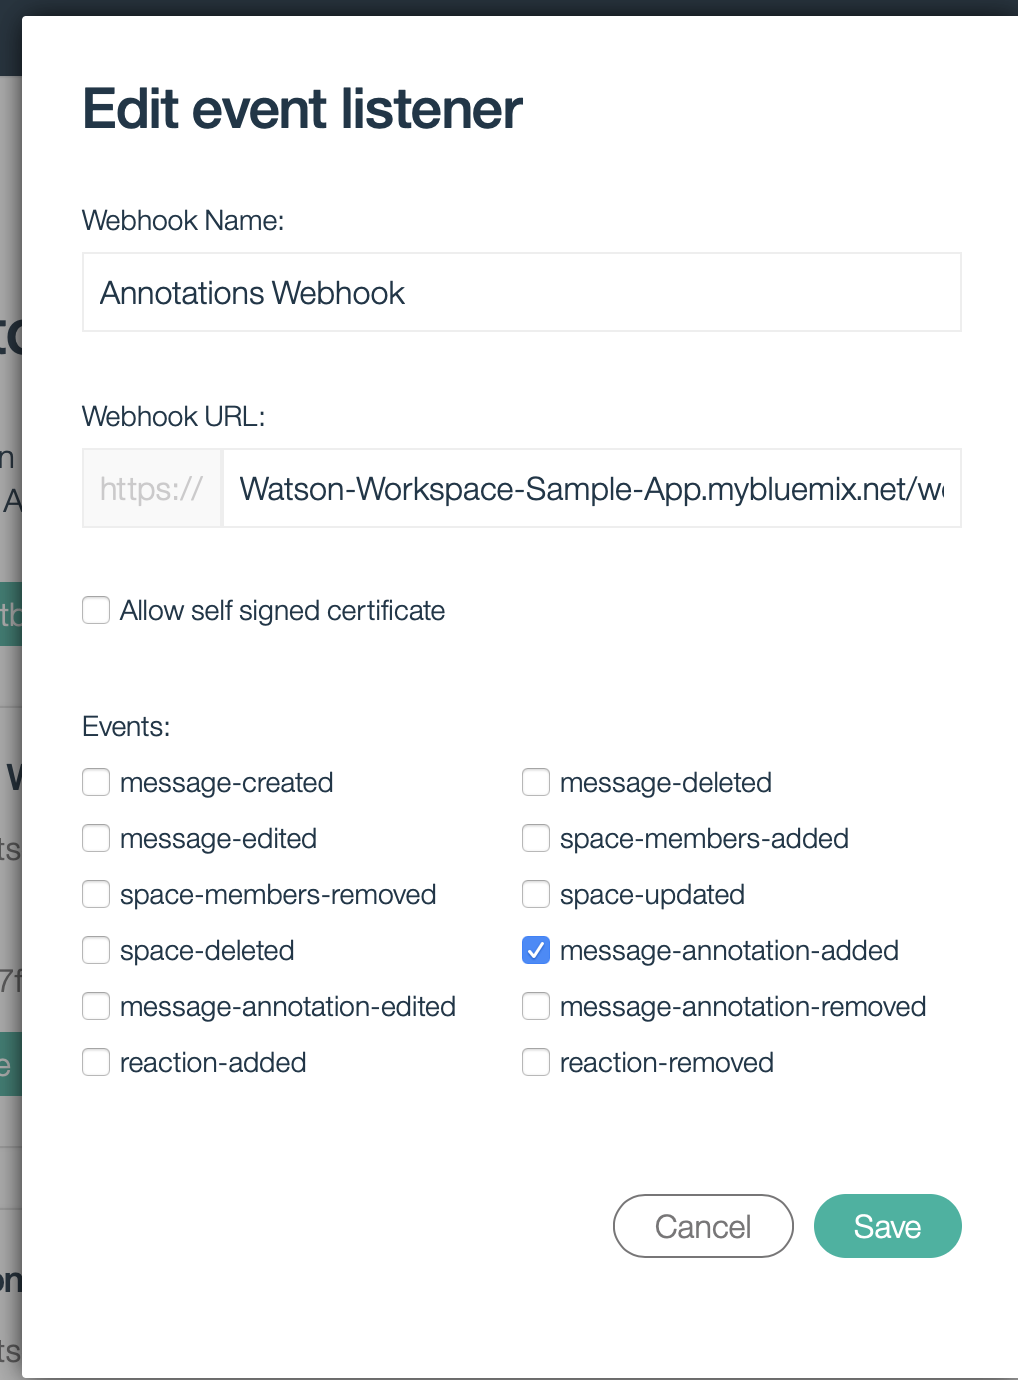 Edit event listener
Webhook Name:
Annotations Webhook
Webhook URL:
https:// Watson-Workspace-Sample-App.mybluemix.net/w
Allow self signed certificate
Events:
message-created message-deleted
message-edited space-members-added
space-members-removed space-updated
space-deleted message-annotation-added
message-annotation-edited message-annotation-removed
reaction-added reaction-removed
Cancel Save